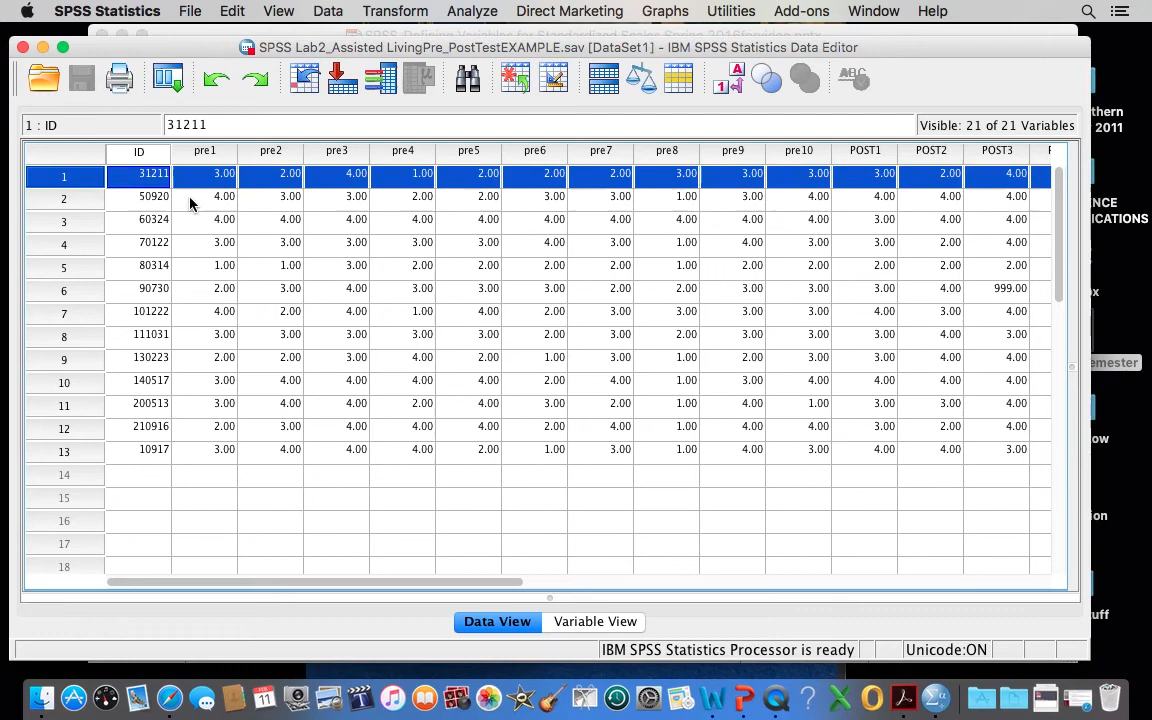 SPSS Statistics File Edit View Data Transform Analyze Direct Marketing Graphs Utilities Add-ons Window Help
SPSS Lab2_Assisted LivingPre_PostTestEXAMPLE.sav [DataSet1] - IBM SPSS Statistics Data Editor
1 : ID 31211 Visible: 21 of 21 Variables
ID pre1 pre2 pre3 pre4 pre5 pre6 pre7 pre8 pre9 pre10 POST1 POST2 POST3
1 31211 3.00 2.00 4.00 1.00 2.00 2.00 2.00 3.00 3.00 3.00 3.00 2.00 4.00
2 50920 4.00 3.00 3.00 2.00 2.00 3.00 3.00 1.00 3.00 4.00 4.00 4.00 4.00
3 60324 4.00 4.00 4.00 4.00 4.00 4.00 4.00 4.00 4.00 4.00 3.00 4.00 4.00
4 70122 3.00 3.00 3.00 3.00 3.00 4.00 3.00 1.00 4.00 3.00 3.00 2.00 4.00
5 80314 1.00 1.00 3.00 2.00 2.00 2.00 2.00 1.00 2.00 2.00 2.00 2.00 2.00
6 90730 2.00 3.00 4.00 3.00 3.00 3.00 2.00 2.00 3.00 3.00 3.00 4.00 999.00
7 101222 4.00 2.00 4.00 1.00 4.00 2.00 3.00 3.00 3.00 3.00 4.00 3.00 4.00
8 111031 3.00 3.00 3.00 3.00 3.00 2.00 3.00 2.00 3.00 3.00 3.00 4.00 3.00
9 130223 2.00 2.00 3.00 4.00 2.00 1.00 3.00 1.00 2.00 3.00 3.00 4.00 4.00
10 140517 3.00 4.00 4.00 4.00 4.00 2.00 4.00 1.00 3.00 4.00 4.00 4.00 4.00
11 200513 3.00 4.00 4.00 2.00 4.00 3.00 2.00 1.00 4.00 1.00 3.00 3.00 4.00
12 210916 2.00 3.00 4.00 4.00 4.00 2.00 4.00 1.00 4.00 4.00 3.00 2.00 4.00
13 10917 3.00 4.00 4.00 4.00 2.00 1.00 3.00 1.00 4.00 3.00 4.00 4.00 3.00
14
15
16
17
18
Data View Variable View
IBM SPSS Statistics Processor is ready Unicode:ON
thern
2011
NCE
ICATIONS
x
emester
ow
ion
uff
FEB
11